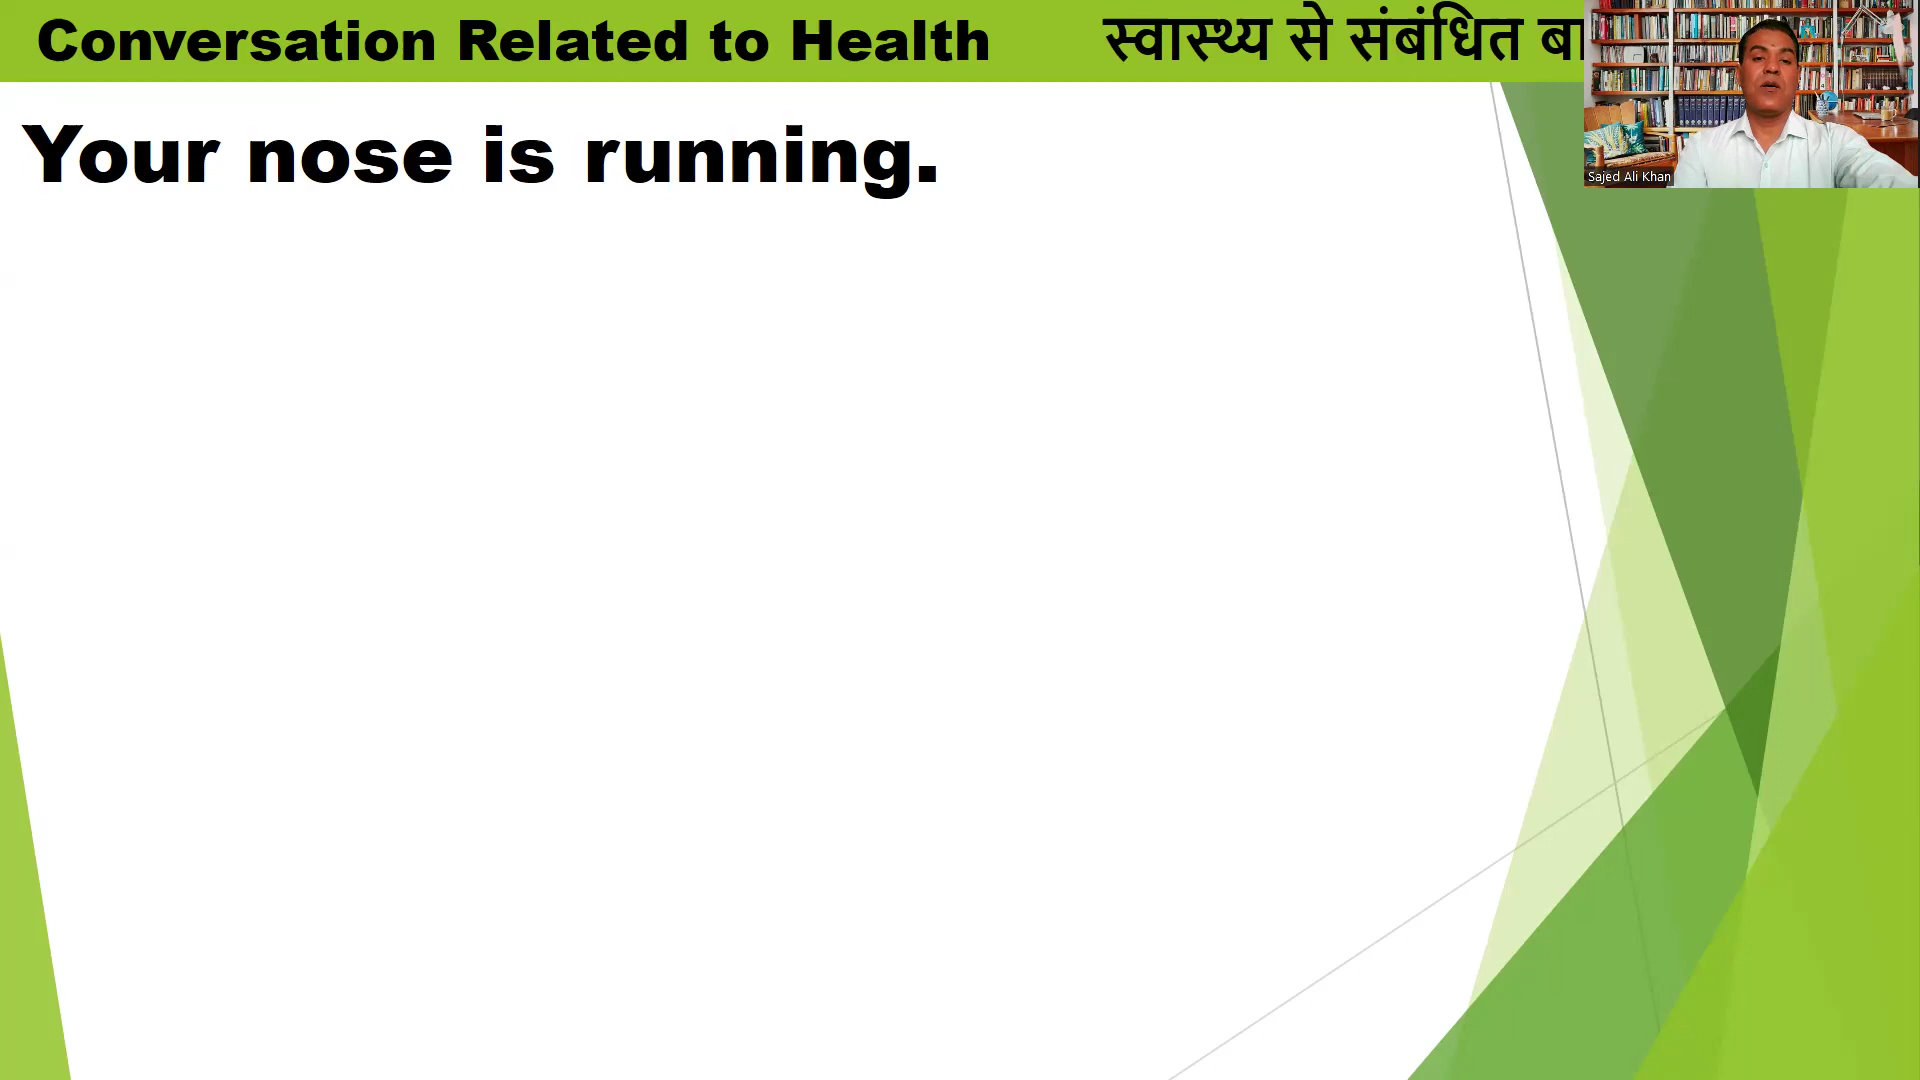 Conversation Related to Health स्वास्थ्य से संबंधित
Your nose is running.
Sajed Ali Khan